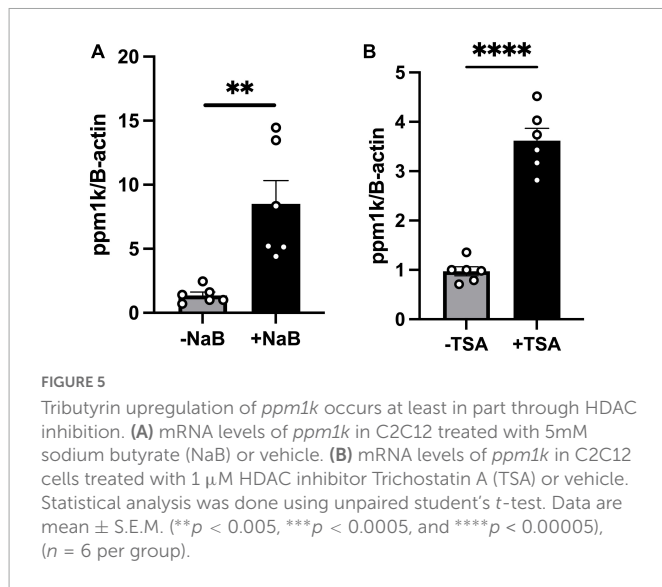 A
B
20
15
10
5
0
**
ppm1k/B-actin
-NaB +NaB
5
4
3
2
1
0
****
ppm1k/B-actin
-TSA +TSA
FIGURE 5
Tributyrin upregulation of ppm1k occurs at least in part through HDAC
inhibition. (A) mRNA levels of ppm1k in C2C12 treated with 5mM
sodium butyrate (NaB) or vehicle. (B) mRNA levels of ppm1k in C2C12
cells treated with 1 μM HDAC inhibitor Trichostatin A (TSA) or vehicle.
Statistical analysis was done using unpaired student's t-test. Data are
mean ± S.E.M. (**p < 0.005, ***p < 0.0005, and ****p < 0.00005),
(n = 6 per group).